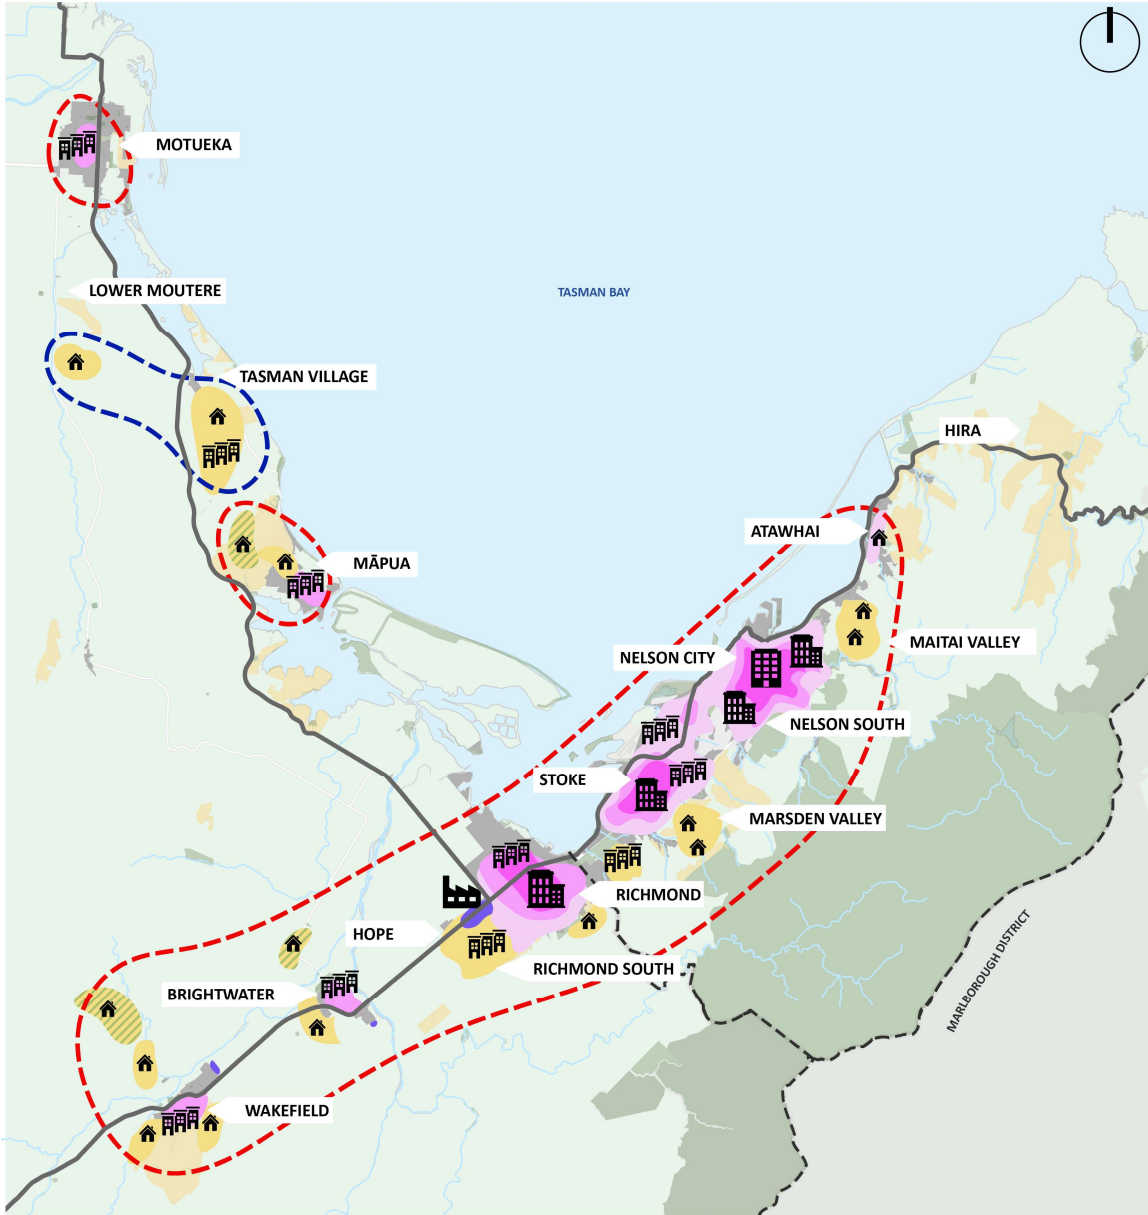 MOTUEKA
LOWER MOUTERE
TASMAN BAY
TASMAN VILLAGE
HIRA
ATAWHAI
MĀPUA
MAITAI VALLEY
NELSON CITY
NELSON SOUTH
STOKE
MARSDEN VALLEY
RICHMOND
HOPE
RICHMOND SOUTH
BRIGHTWATER
MARLBOROUGH DISTRICT
WAKEFIELD